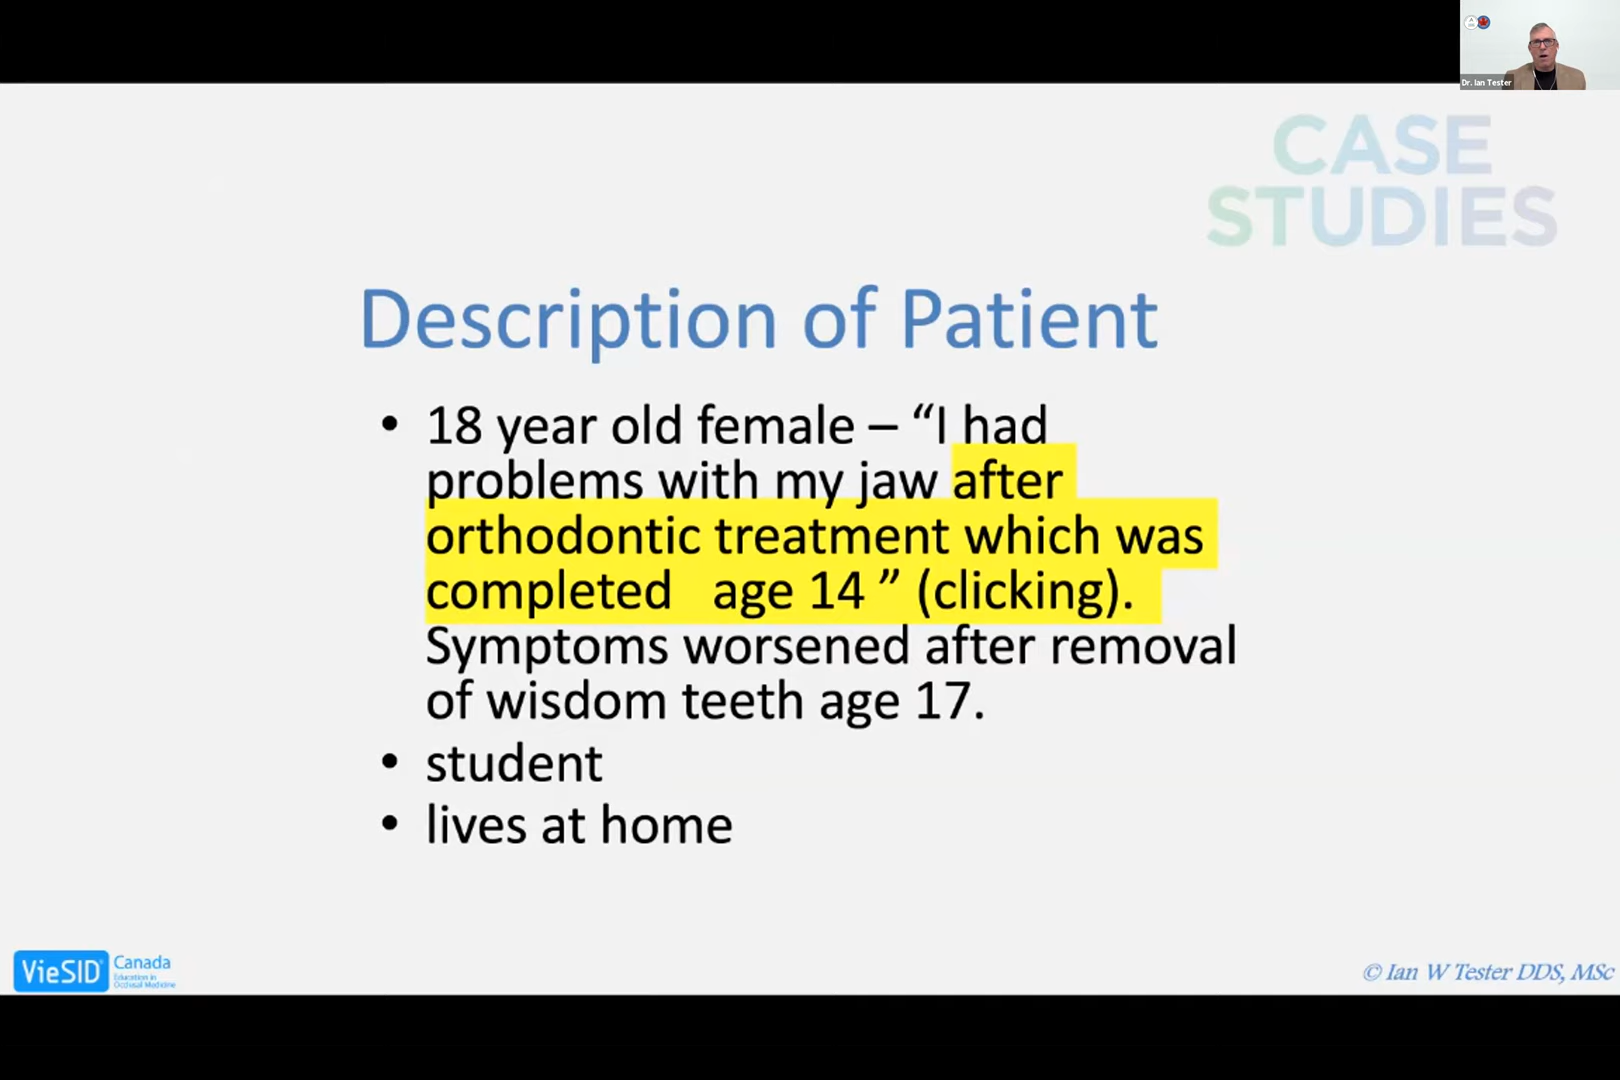 Dr. Ian Tester
CASE
STUDIES
Description of Patient
• 18 year old female – “I had
problems with my jaw after
orthodontic treatment which was
completed   age 14 ” (clicking).
Symptoms worsened after removal
of wisdom teeth age 17.
• student
• lives at home
VieSID® Canada
Education in
Occlusal Medicine
© Ian W Tester DDS, MSc